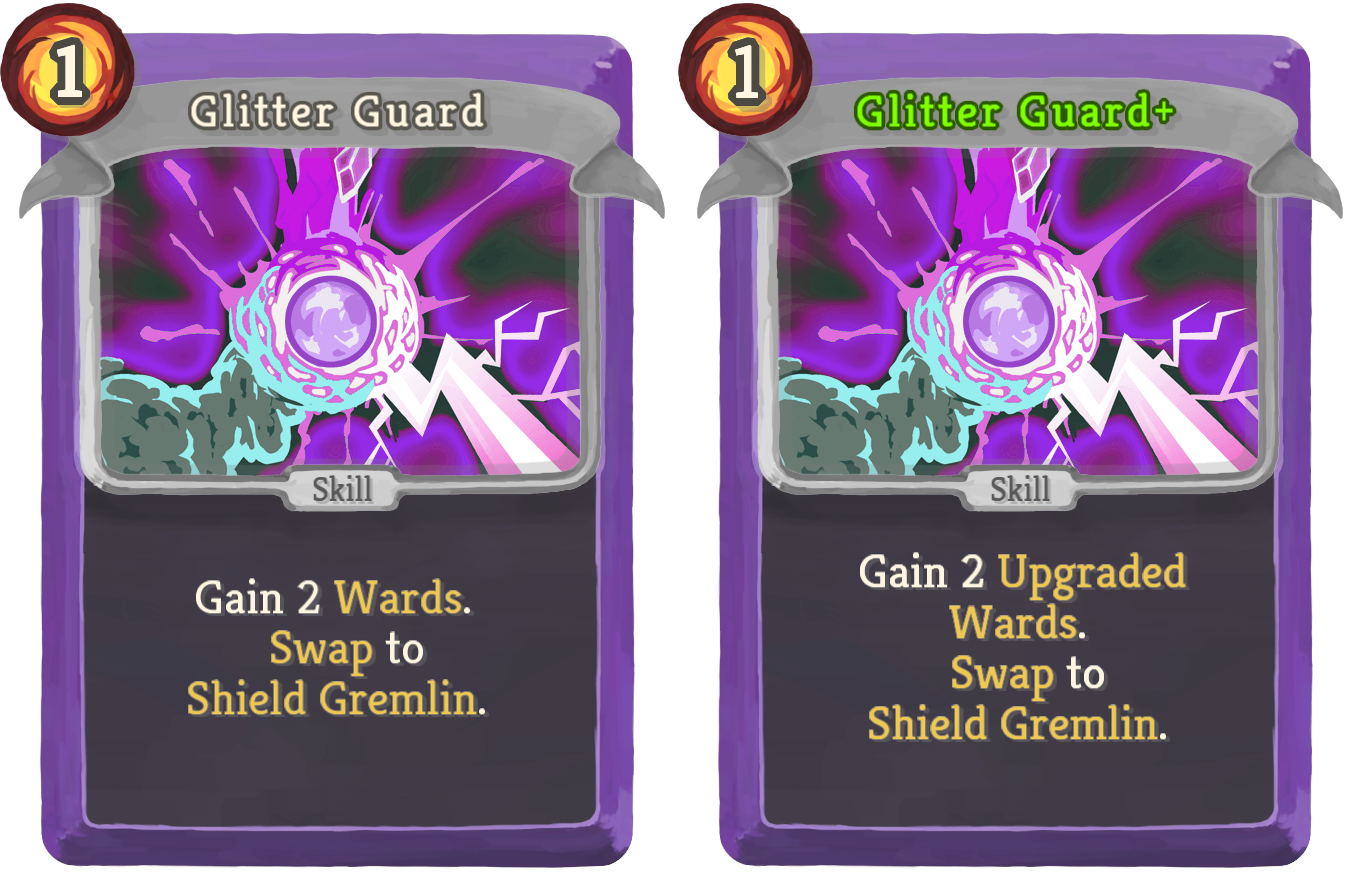 1
Glitter Guard
Skill
Gain 2 Wards.
Swap to
Shield Gremlin.
1
Glitter Guard+
Skill
Gain 2 Upgraded
Wards.
Swap to
Shield Gremlin.